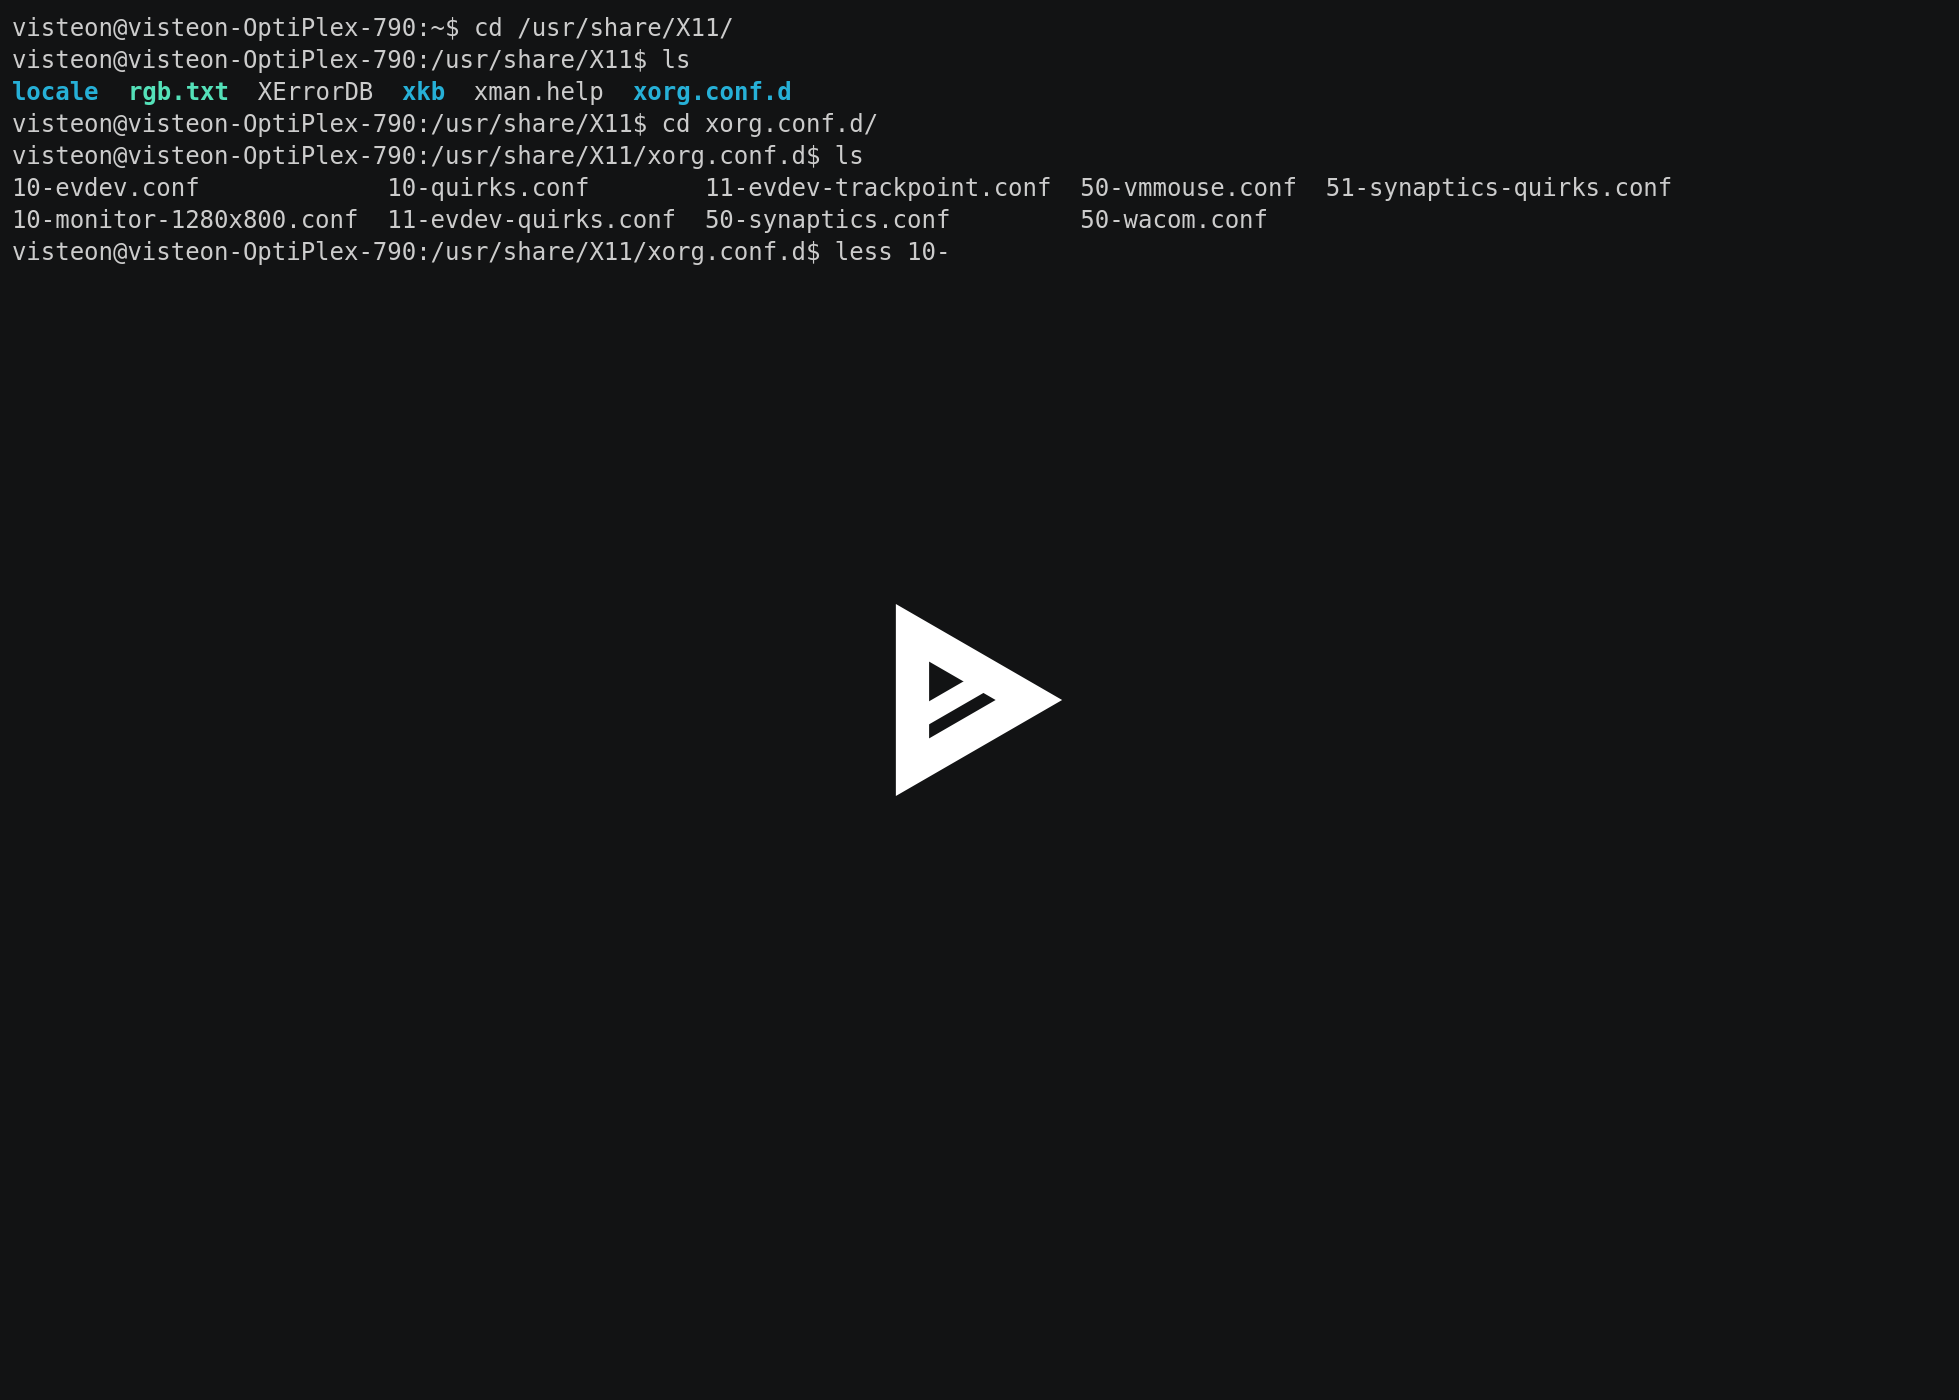 visteon@visteon-OptiPlex-790:~$ cd /usr/share/X11/
visteon@visteon-OptiPlex-790:/usr/share/X11$ ls
locale  rgb.txt  XErrorDB  xkb  xman.help  xorg.conf.d
visteon@visteon-OptiPlex-790:/usr/share/X11$ cd xorg.conf.d/
visteon@visteon-OptiPlex-790:/usr/share/X11/xorg.conf.d$ ls
10-evdev.conf             10-quirks.conf        11-evdev-trackpoint.conf  50-vmmouse.conf  51-synaptics-quirks.conf
10-monitor-1280x800.conf  11-evdev-quirks.conf  50-synaptics.conf         50-wacom.conf
visteon@visteon-OptiPlex-790:/usr/share/X11/xorg.conf.d$ less 10-